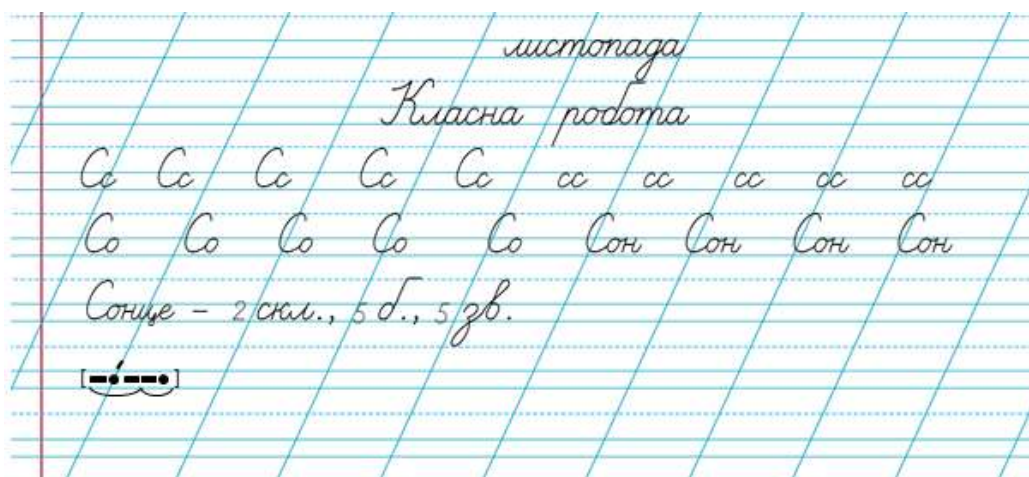 листопада
Класна робота
Сс Сс Сс Сс Сс сс сс сс сс сс
Со Со Со Со Со Сон Сон Сон Сон
Сонце – 2 скл., 5 б., 5 зв.